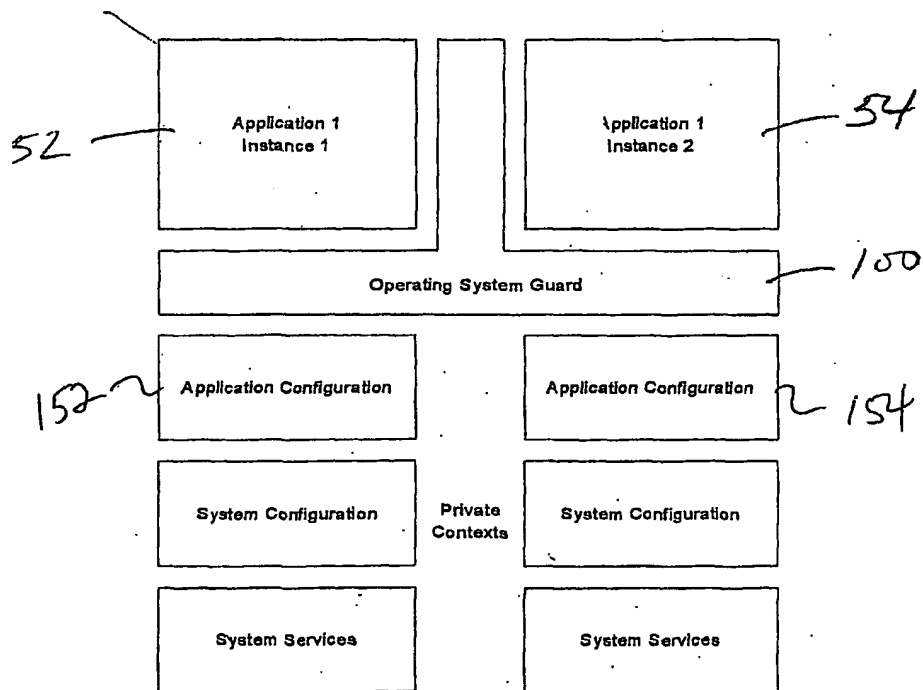 Application 1
Instance 1
Application 1
Instance 2
52
54
Operating System Guard
100
Application Configuration
Application Configuration
152
154
System Configuration
Private
Contexts
System Configuration
System Services
System Services